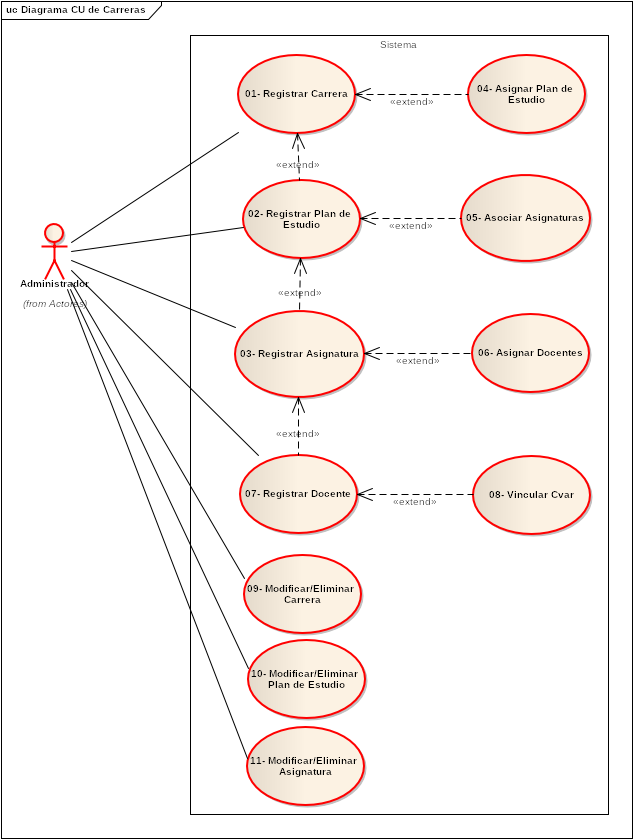 uc Diagrama CU de Carreras
Sistema
01- Registrar Carrera
«extend»
04- Asignar Plan de
Estudio
«extend»
02- Registrar Plan de
Estudio
«extend»
05- Asociar Asignaturas
Administrador
(from Actores)
«extend»
03- Registrar Asignatura
«extend»
06- Asignar Docentes
«extend»
07- Registrar Docente
«extend»
08- Vincular Cvar
09- Modificar/Eliminar
Carrera
10- Modificar/Eliminar
Plan de Estudio
11- Modificar/Eliminar
Asignatura